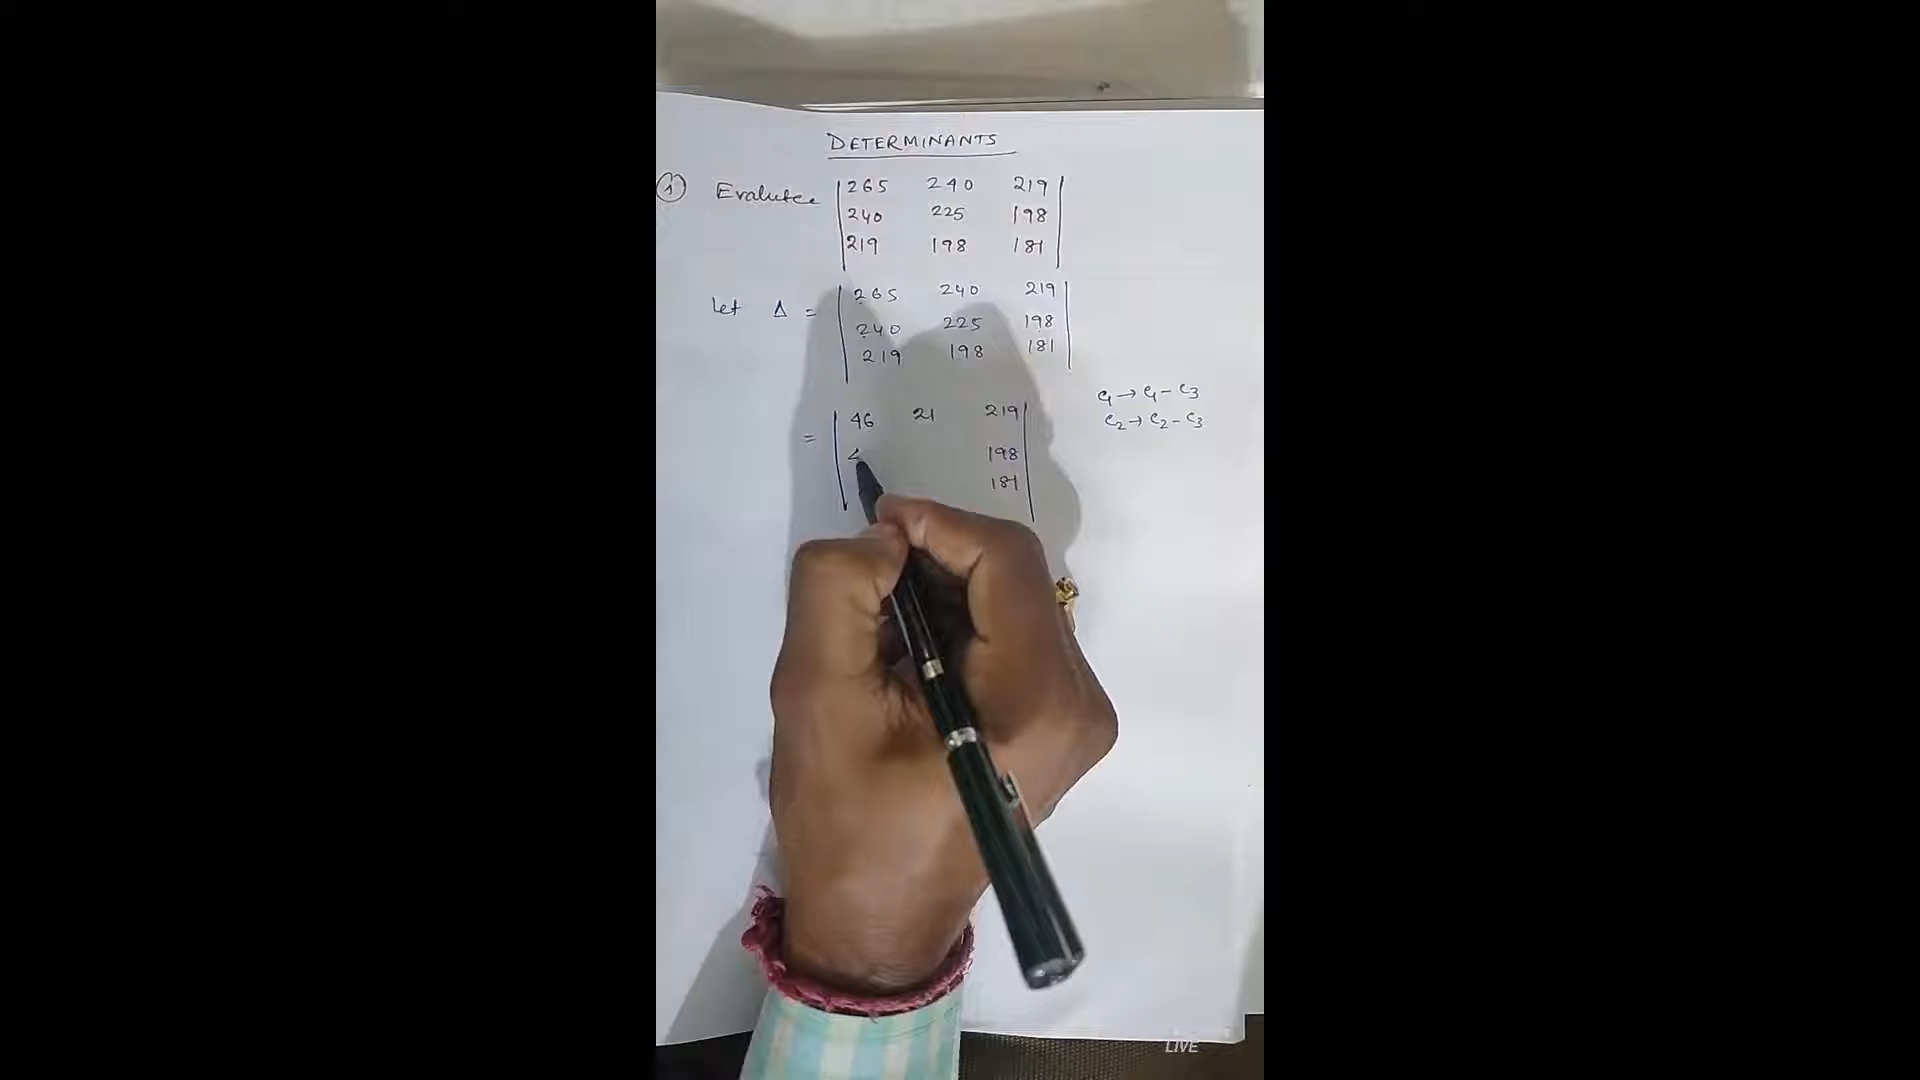 DETERMINANTS
① Evalute 265 240 219
240 225 198
219 198 181
Let Δ = 265 240 219
240 225 198
219 198 181
C1 → C1 - C3
C2 → C2 - C3
= 46 21 219
198
181
LIVE